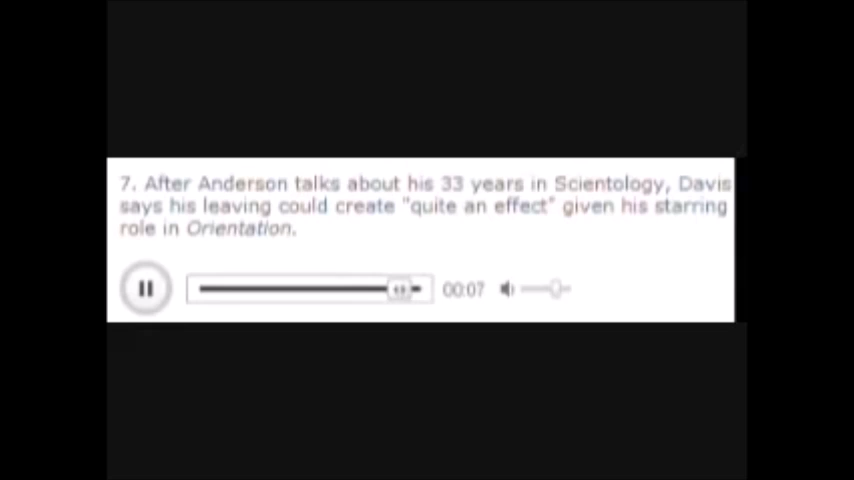 7. After Anderson talks about his 33 years in Scientology, Davis
says his leaving could create "quite an effect" given his starring
role in Orientation.
00:07